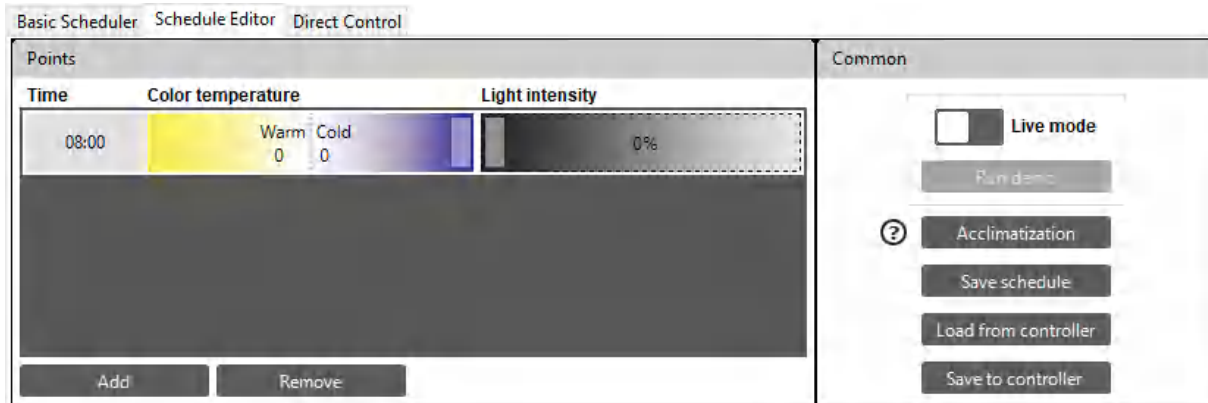 Basic Scheduler Schedule Editor Direct Control
Points
Time Color temperature Light intensity
08:00 Warm Cold 0%
0 0
Add Remove
Common
Live mode
Run demo
? Acclimatization
Save schedule
Load from controller
Save to controller